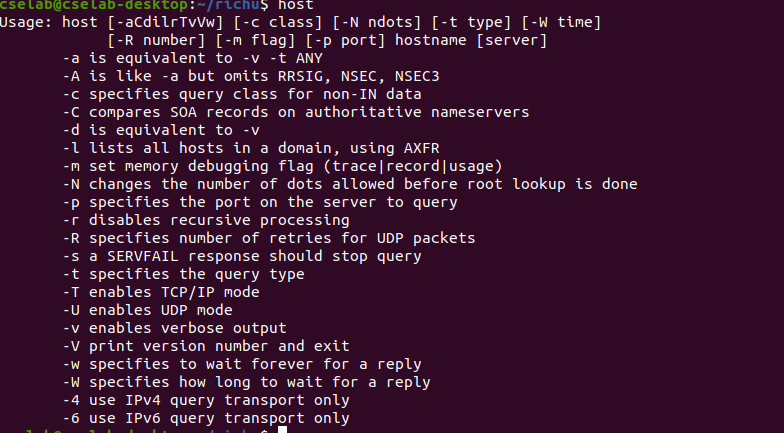 cselab@cselab-desktop:~/richu$ host
Usage: host [-aCdilrTvVw] [-c class] [-N ndots] [-t type] [-W time]
            [-R number] [-m flag] [-p port] hostname [server]
       -a is equivalent to -v -t ANY
       -A is like -a but omits RRSIG, NSEC, NSEC3
       -c specifies query class for non-IN data
       -C compares SOA records on authoritative nameservers
       -d is equivalent to -v
       -l lists all hosts in a domain, using AXFR
       -m set memory debugging flag (trace|record|usage)
       -N changes the number of dots allowed before root lookup is done
       -p specifies the port on the server to query
       -r disables recursive processing
       -R specifies number of retries for UDP packets
       -s a SERVFAIL response should stop query
       -t specifies the query type
       -T enables TCP/IP mode
       -U enables UDP mode
       -v enables verbose output
       -V print version number and exit
       -w specifies to wait forever for a reply
       -W specifies how long to wait for a reply
       -4 use IPv4 query transport only
       -6 use IPv6 query transport only
cselab@cselab-desktop:~/richu$